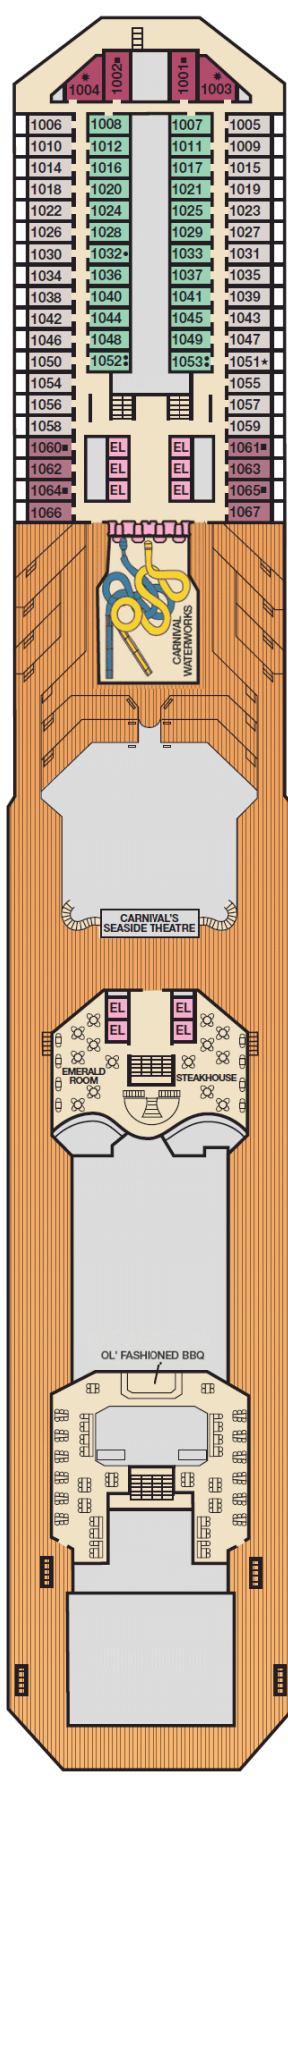 1004* 1002■ 1001■ 1003*
1006 1008 1007 1005
1010 1012 1011 1009
1014 1016 1017 1015
1018 1020 1021 1019
1022 1024 1025 1023
1026 1028 1029 1027
1030 1032• 1033 1031
1034 1036 1037 1035
1038 1040 1041 1039
1042 1044 1045 1043
1046 1048 1049 1047
1050 1052 1053 1051★
1054 1055
1056 1057
1058 1059
1060■ EL EL 1061■
1062 EL EL 1063
1064■ EL EL 1065■
1066 1067
CARNIVAL
WATERWORKS
CARNIVAL'S
SEASIDE THEATRE
EL EL
EL EL
EMERALD
ROOM
STEAKHOUSE
OL' FASHIONED BBQ